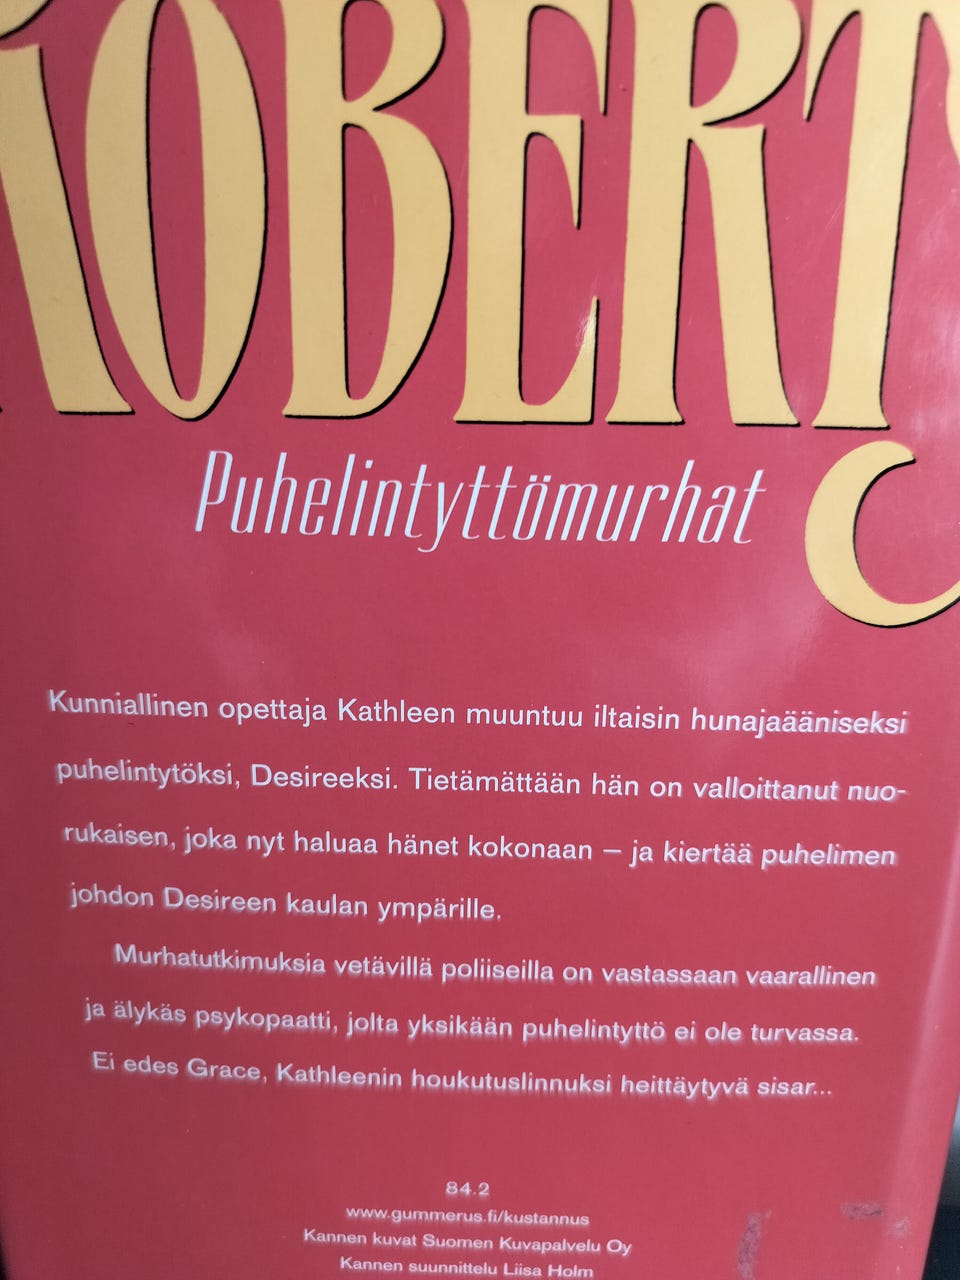 ROBERTS
Puhelintyttömurhat
Kunniallinen opettaja Kathleen muuntuu iltaisin hunajaääniseksi
puhelintytöksi, Desireeksi. Tietämättään hän on valloittanut nuo-
rukaisen, joka nyt haluaa hänet kokonaan – ja kiertää puhelimen
johdon Desireen kaulan ympärille.
Murhatutkimuksia vetävillä poliiseilla on vastassaan vaarallinen
ja älykäs psykopaatti, jolta yksikään puhelintyttö ei ole turvassa.
Ei edes Grace, Kathleenin houkutuslinnuksi heittäytyvä sisar...
84.2
www.gummerus.fi/kustannus
Kannen kuvat Suomen Kuvapalvelu Oy
Kannen suunnittelu Liisa Holm